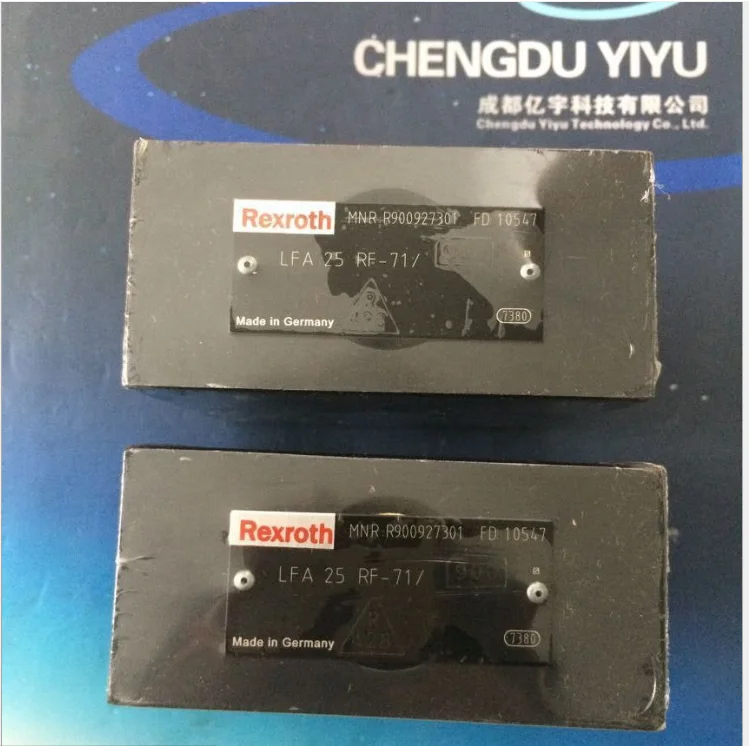 CHENGDU YIYU
成都亿宇科技有限公司
Chengdu Yiyu Technology Co., Ltd.
Rexroth MNR R900927301 FD 10547
LFA 25 RF-71/
Made in Germany 7380
Rexroth MNR R900927301 FD 10547
LFA 25 RF-71/
Made in Germany 7380